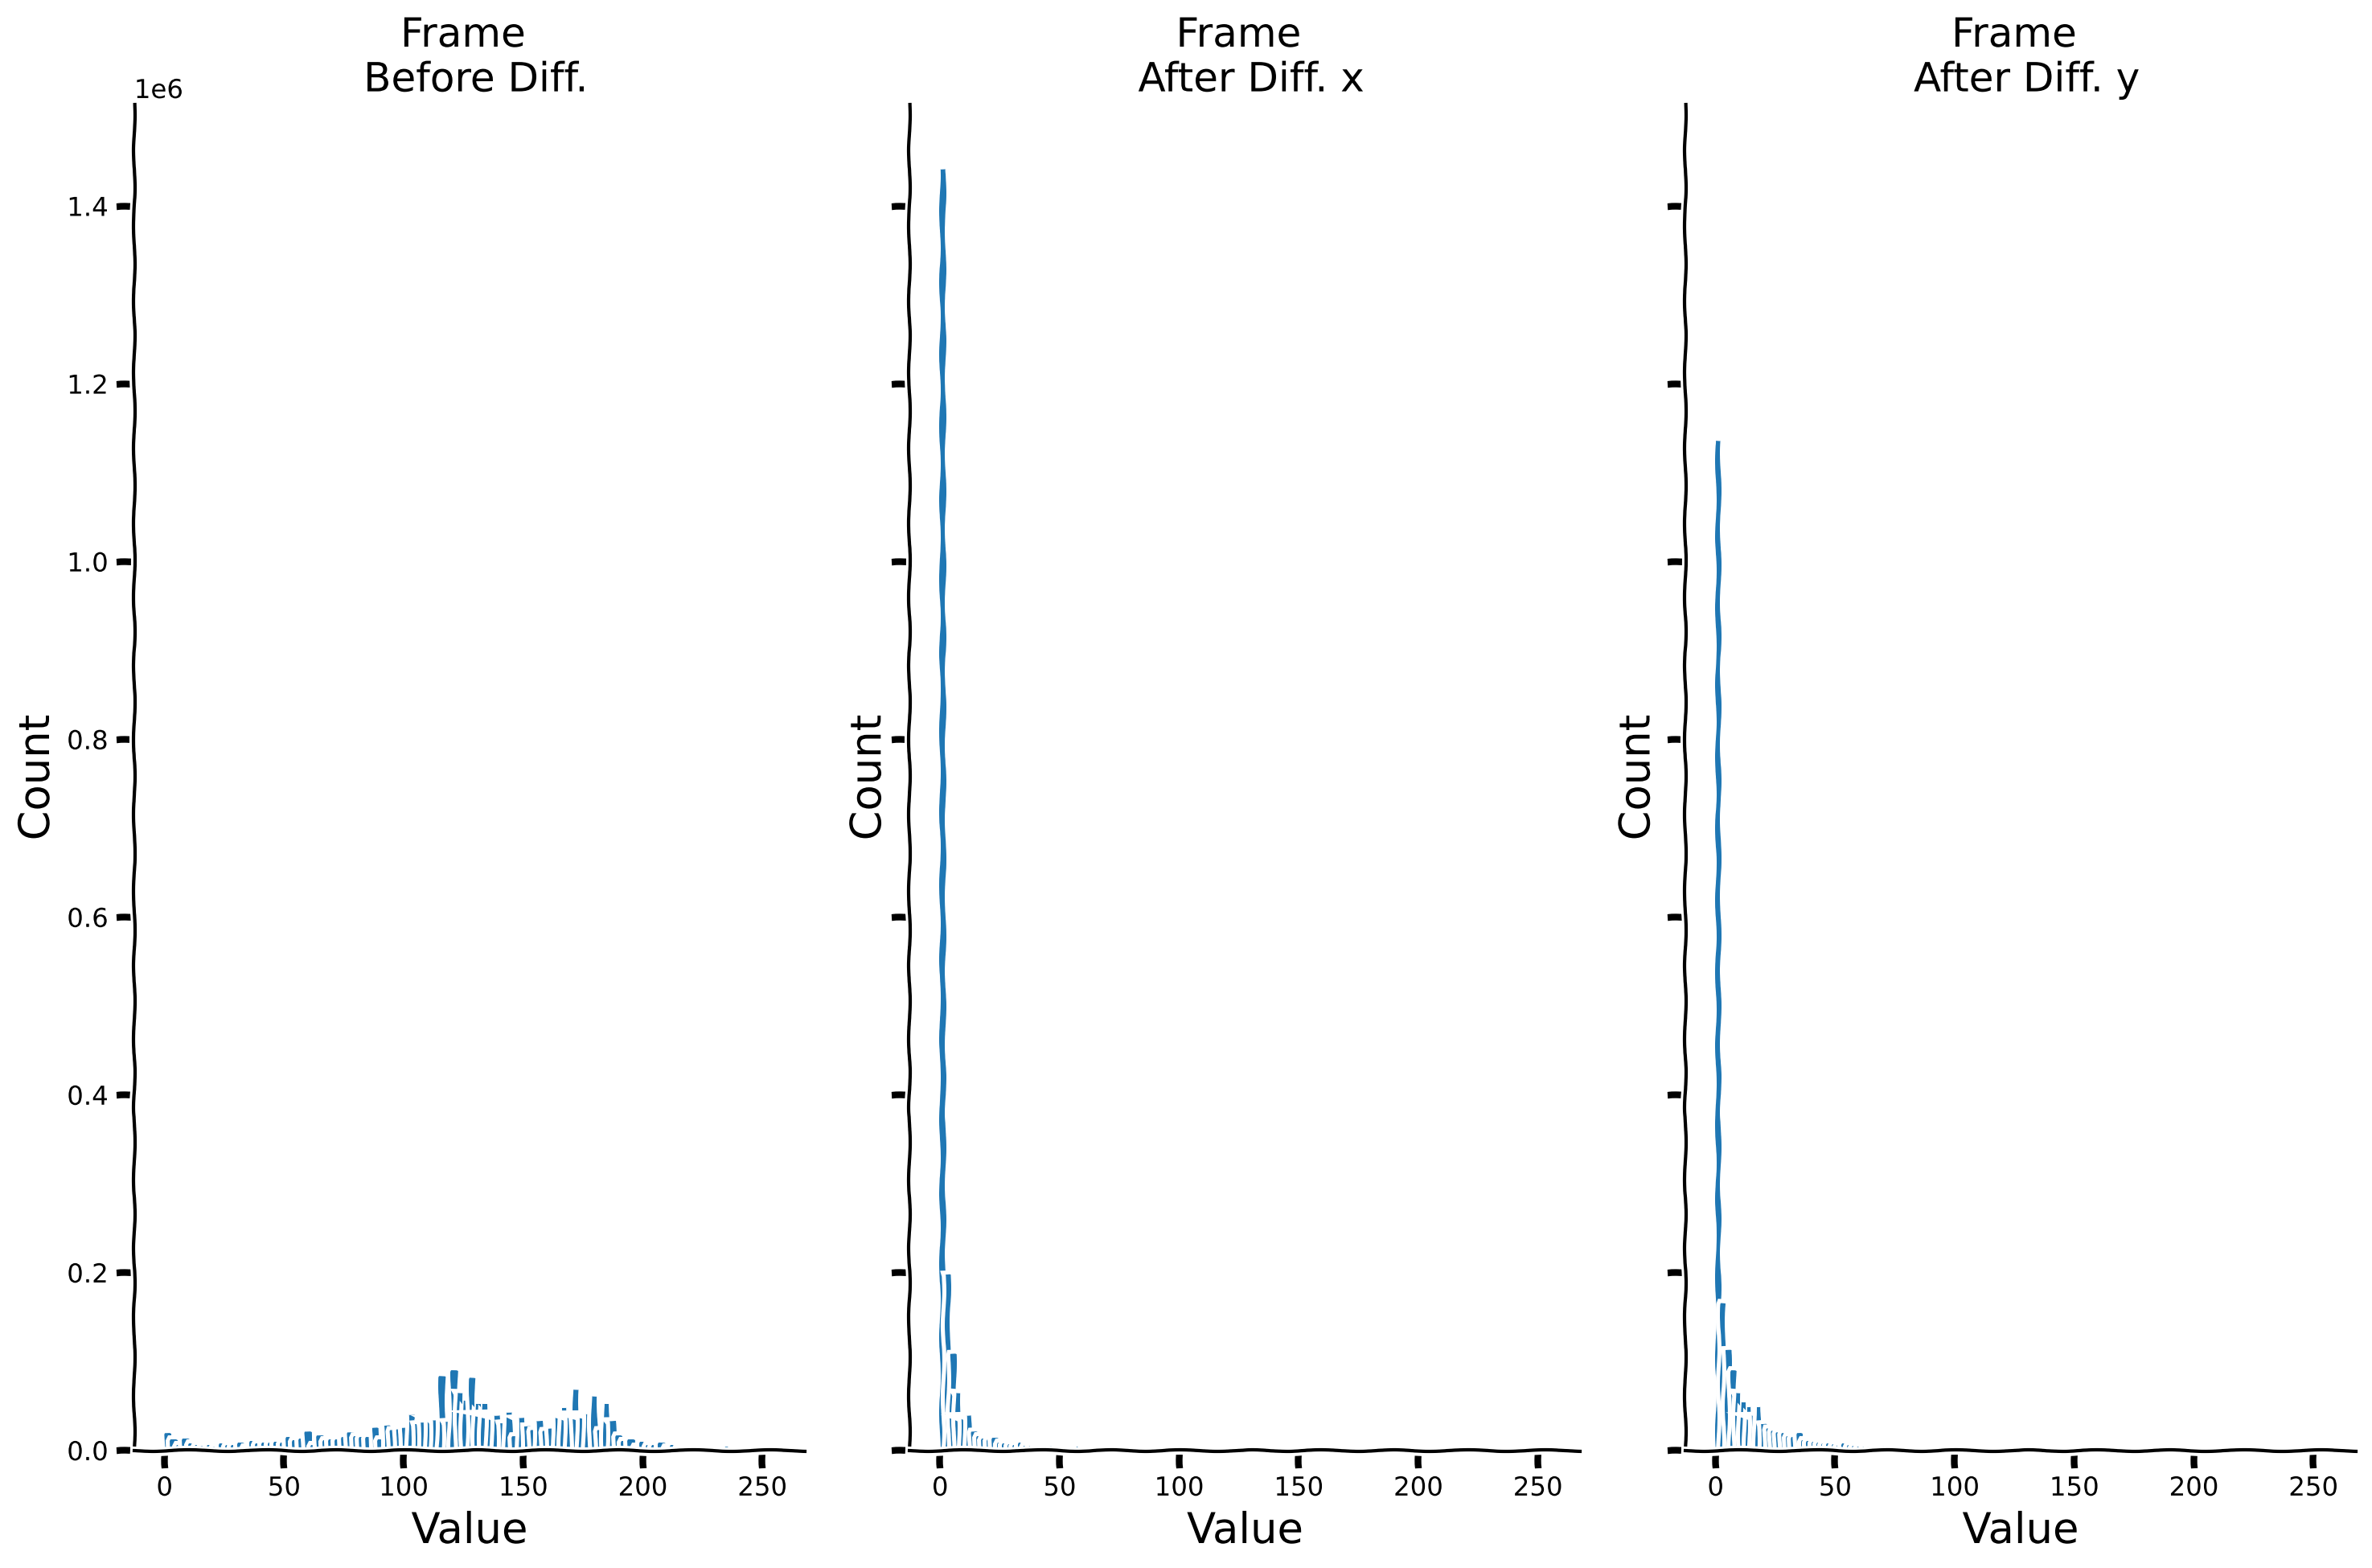 Frame
Before Diff.
Frame
After Diff. x
Frame
After Diff. y
1e6
1.4
1.2
1.0
0.8
0.6
0.4
0.2
0.0
Count
Count
Count
0 50 100 150 200 250
0 50 100 150 200 250
0 50 100 150 200 250
Value
Value
Value